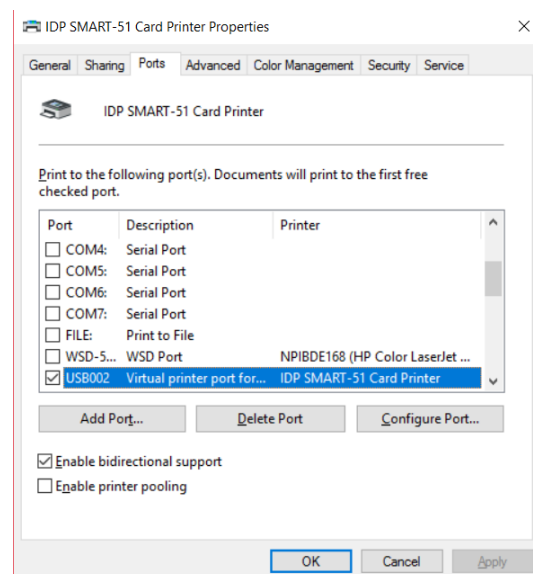 IDP SMART-51 Card Printer Properties
General Sharing Ports Advanced Color Management Security Service
IDP SMART-51 Card Printer
Print to the following port(s). Documents will print to the first free
checked port.
Port Description Printer
COM4: Serial Port
COM5: Serial Port
COM6: Serial Port
COM7: Serial Port
FILE: Print to File
WSD-5... WSD Port NPIBDE168 (HP Color LaserJet ...
USB002 Virtual printer port for... IDP SMART-51 Card Printer
Add Port... Delete Port Configure Port...
Enable bidirectional support
Enable printer pooling
OK Cancel Apply